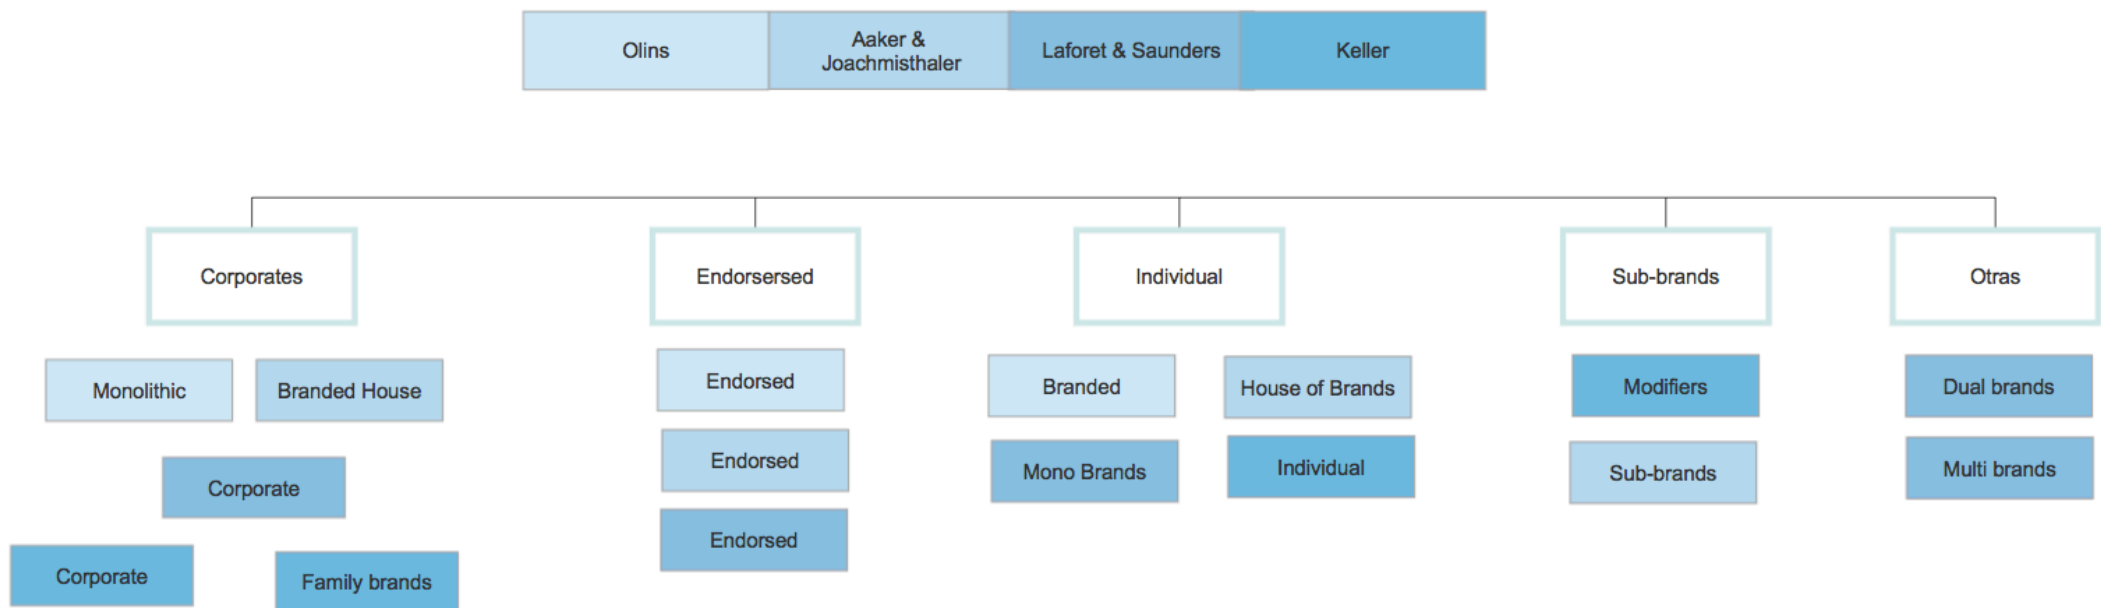 Olins
Aaker &
Joachmisthaler
Laforet & Saunders
Keller
Corporates
Endorsersed
Individual
Sub-brands
Otras
Monolithic
Branded House
Corporate
Corporate
Family brands
Endorsed
Endorsed
Endorsed
Branded
House of Brands
Mono Brands
Individual
Modifiers
Sub-brands
Dual brands
Multi brands